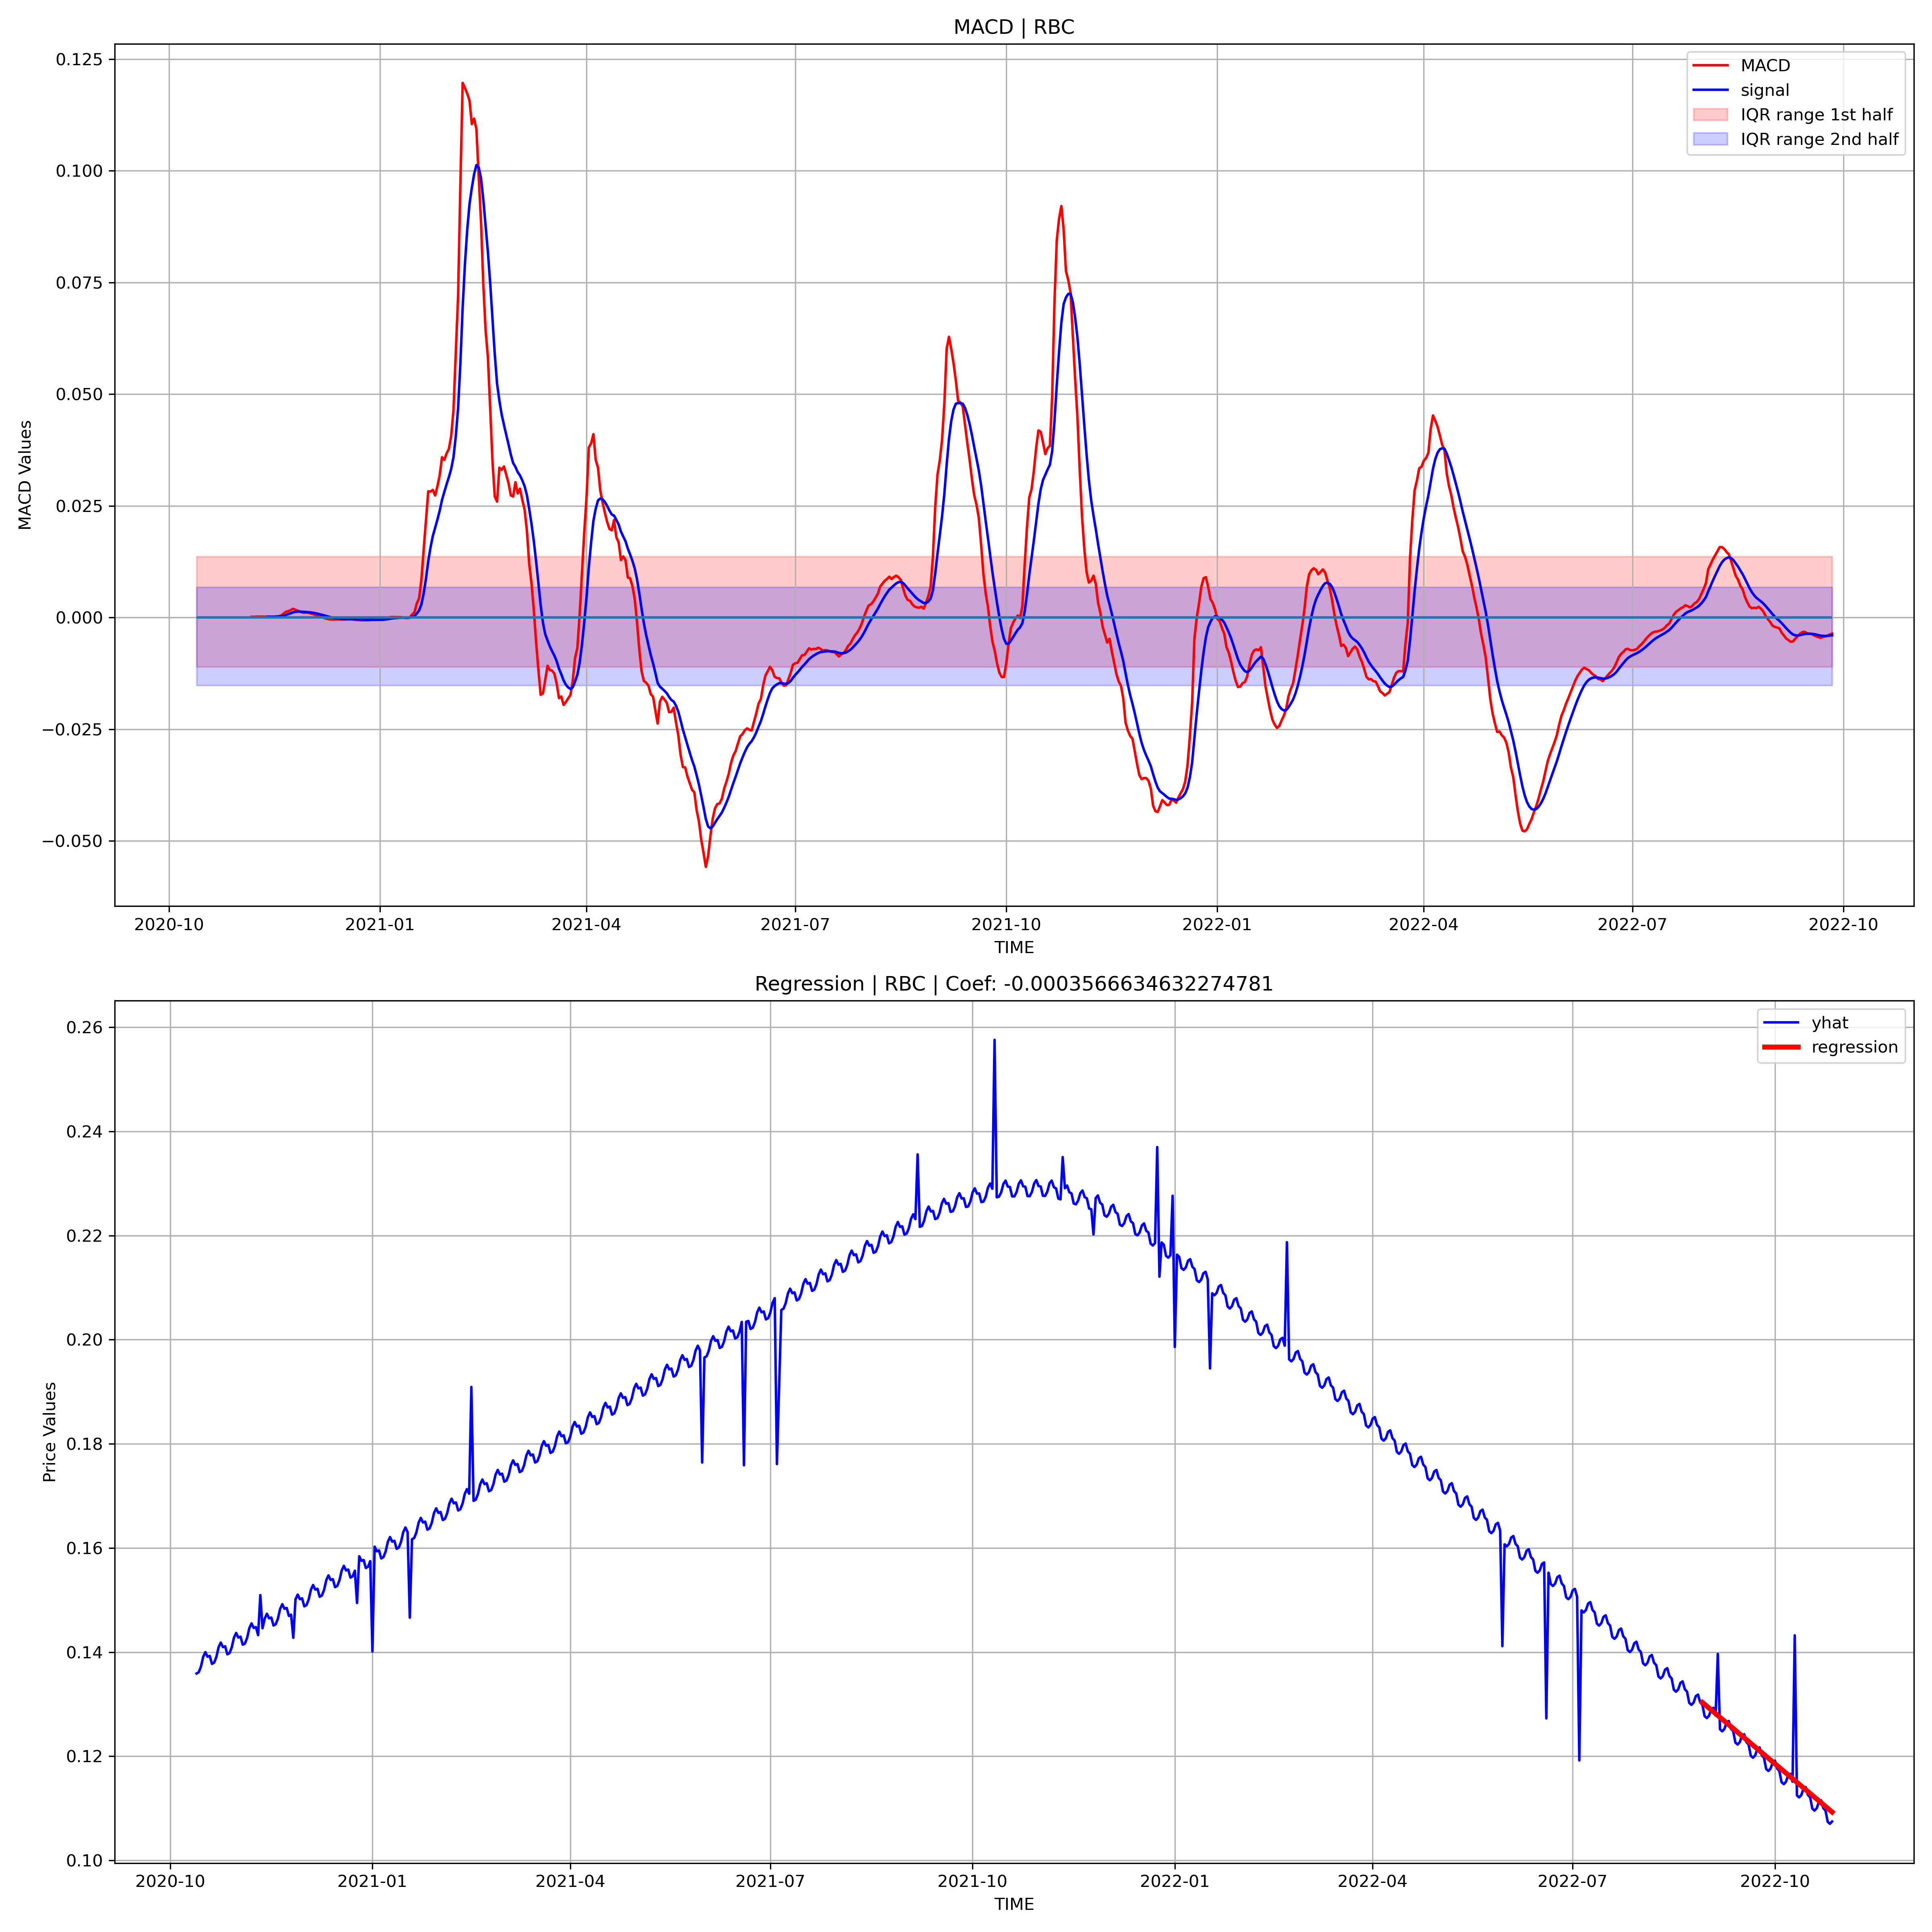 MACD | RBC
0.125
0.100
0.075
0.050
0.025
0.000
−0.025
−0.050
MACD Values
MACD
signal
IQR range 1st half
IQR range 2nd half
2020-10 2021-01 2021-04 2021-07 2021-10 2022-01 2022-04 2022-07 2022-10
TIME
Regression | RBC | Coef: -0.0003566634632274781
0.26
0.24
0.22
0.20
0.18
0.16
0.14
0.12
0.10
Price Values
yhat
regression
2020-10 2021-01 2021-04 2021-07 2021-10 2022-01 2022-04 2022-07 2022-10
TIME